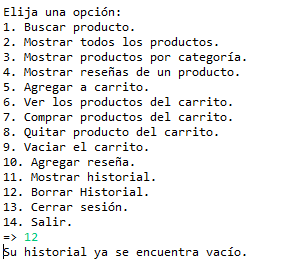 Elija una opción:
1. Buscar producto.
2. Mostrar todos los productos.
3. Mostrar productos por categoría.
4. Mostrar reseñas de un producto.
5. Agregar a carrito.
6. Ver los productos del carrito.
7. Comprar productos del carrito.
8. Quitar producto del carrito.
9. Vaciar el carrito.
10. Agregar reseña.
11. Mostrar historial.
12. Borrar Historial.
13. Cerrar sesión.
14. Salir.
=> 12
Su historial ya se encuentra vacío.